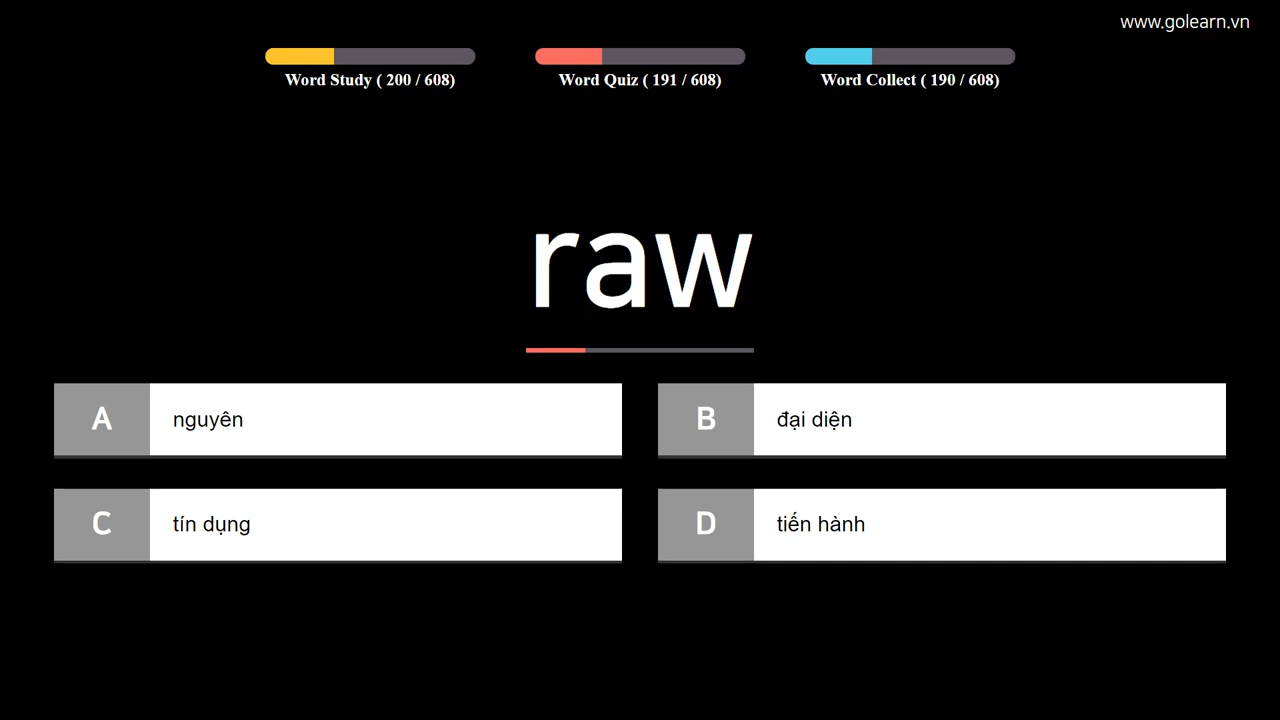 www.golearn.vn
Word Study ( 200 / 608)
Word Quiz ( 191 / 608)
Word Collect ( 190 / 608)
raw
A nguyên
B đại diện
C tín dụng
D tiến hành